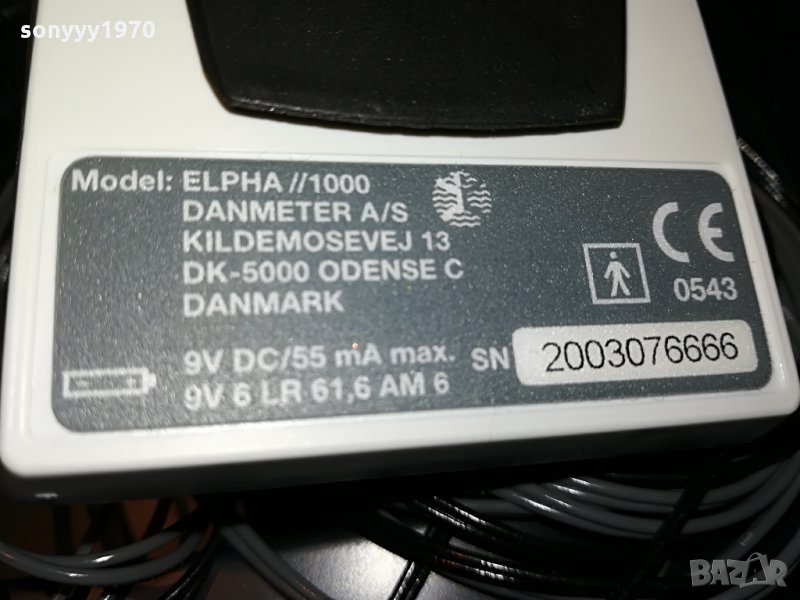 sonyyy1970
Model: ELPHA //1000
DANMETER A/S
KILDEMOSEVEJ 13
DK-5000 ODENSE C
DANMARK
CE
0543
9V DC/55 mA max.
9V 6 LR 61,6 AM 6
SN 2003076666
BAZAR